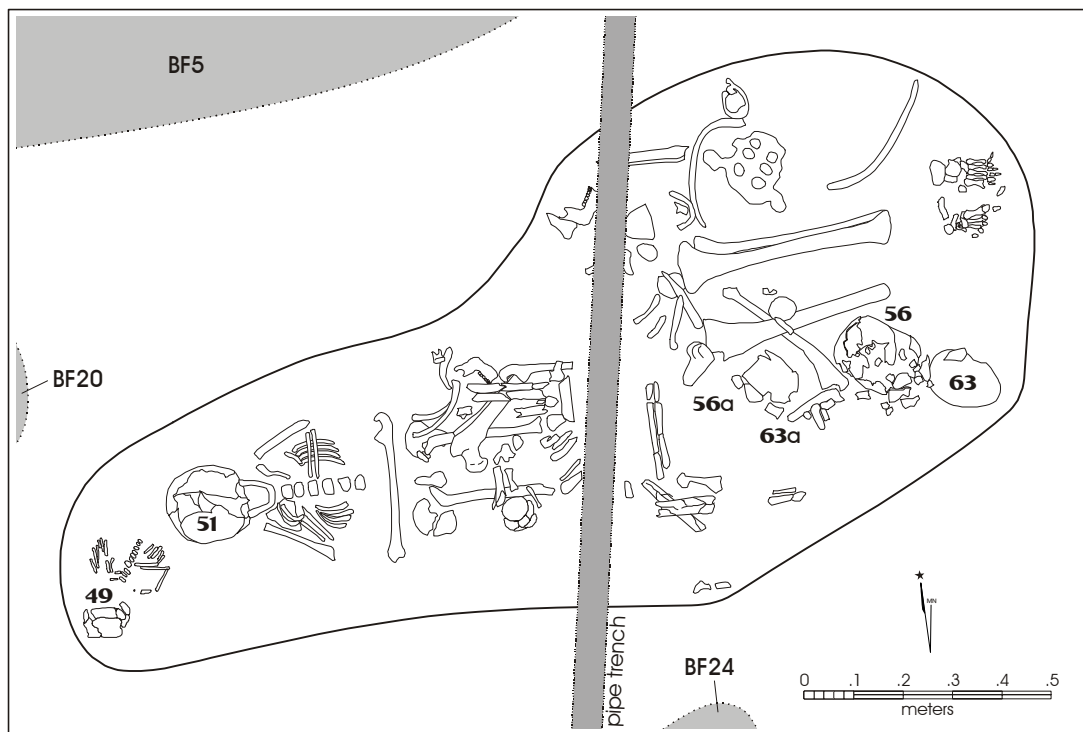 BF5
56
BF20
56a
63
63a
51
49
★
MN
pipe trench
BF24
0 .1 .2 .3 .4 .5
meters